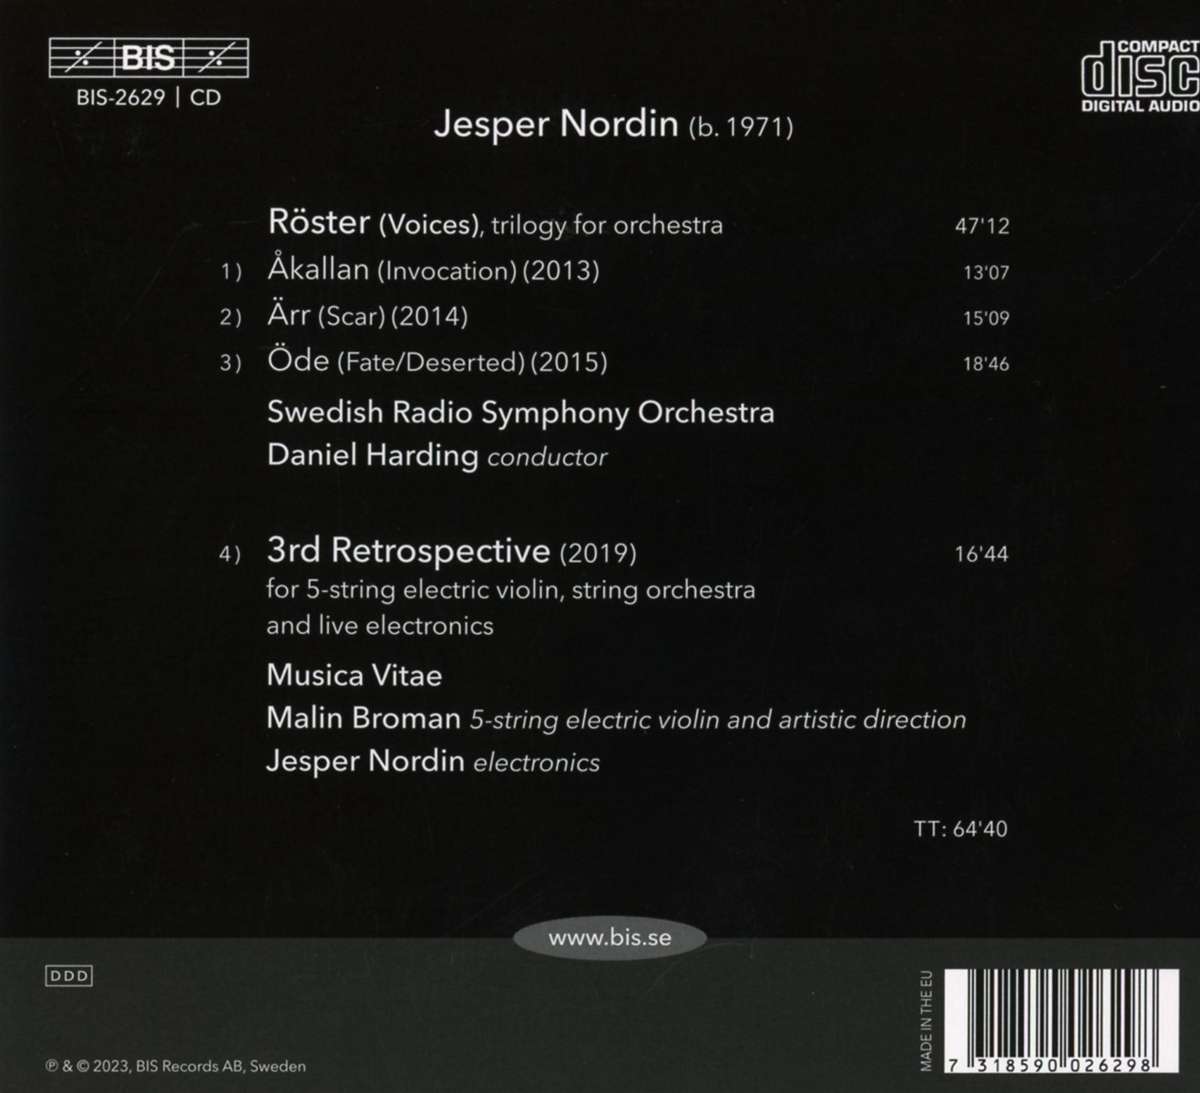 BIS
BIS-2629 | CD
COMPACT
disc
DIGITAL AUDIO
Jesper Nordin (b. 1971)
Röster (Voices), trilogy for orchestra 47'12
1) Åkallan (Invocation) (2013) 13'07
2) Ärr (Scar) (2014) 15'09
3) Öde (Fate/Deserted) (2015) 18'46
Swedish Radio Symphony Orchestra
Daniel Harding conductor
4) 3rd Retrospective (2019) 16'44
for 5-string electric violin, string orchestra
and live electronics
Musica Vitae
Malin Broman 5-string electric violin and artistic direction
Jesper Nordin electronics
TT: 64'40
www.bis.se
DDD
MADE IN THE EU
℗ & © 2023, BIS Records AB, Sweden
7 318590 026298